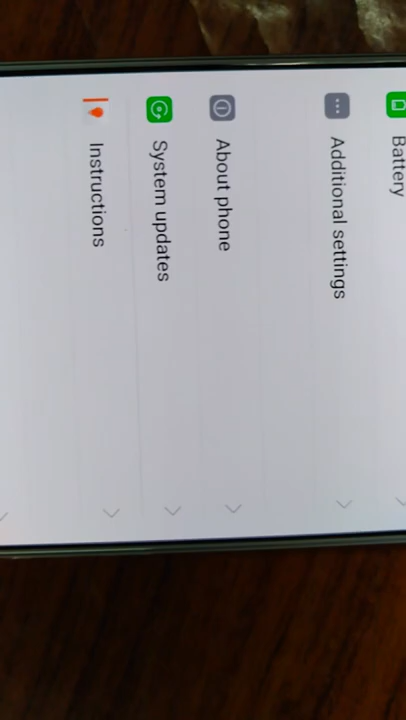 Battery
Additional settings
About phone
System updates
Instructions